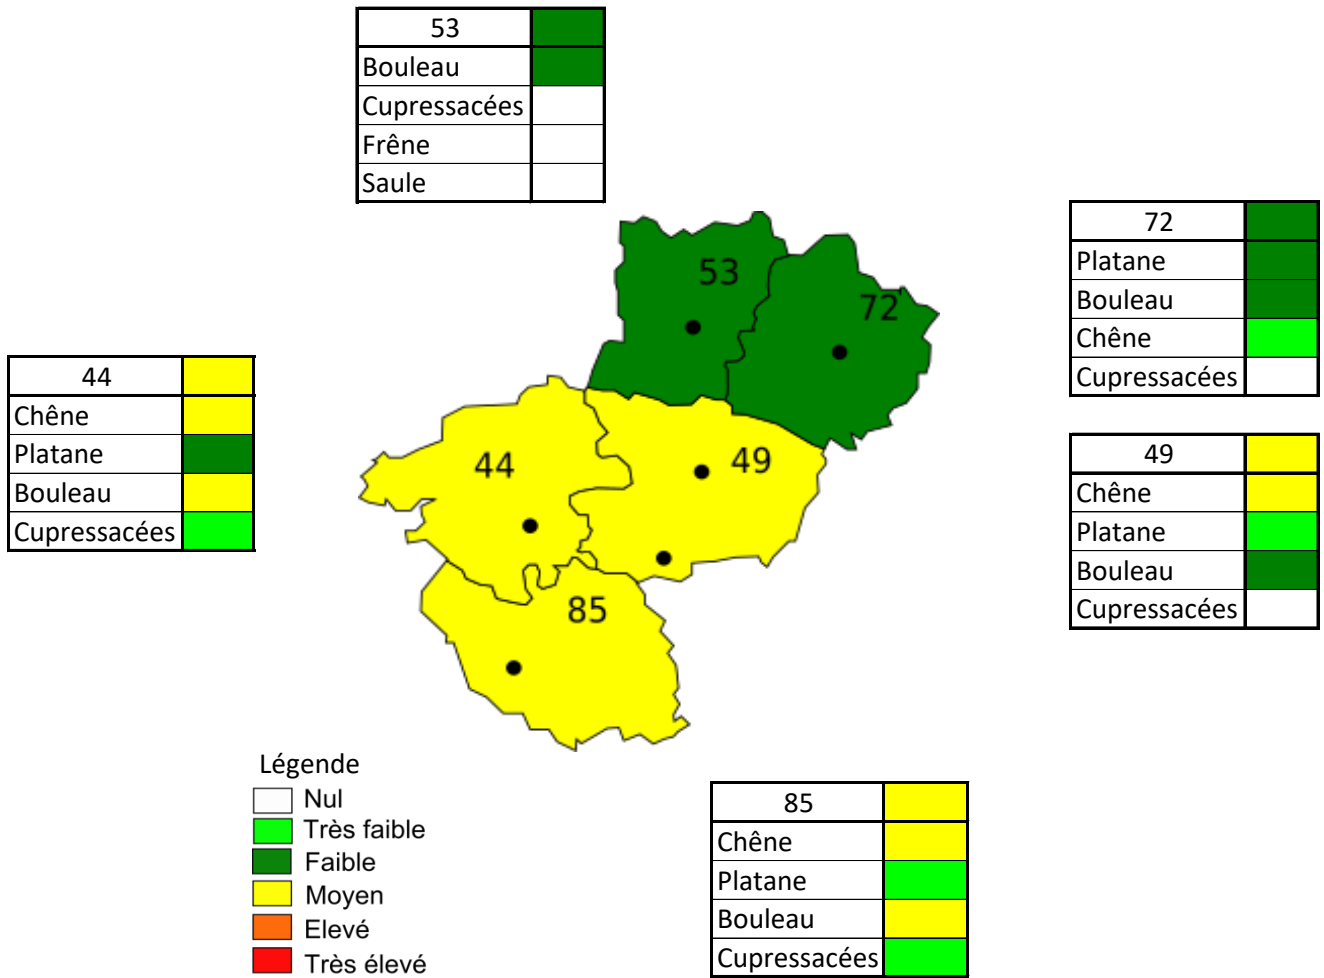 53
Bouleau
Cupressacées
Frêne
Saule
53
72
72
Platane
Bouleau
Chêne
Cupressacées
44
Chêne
Platane
Bouleau
Cupressacées
44
49
85
49
Chêne
Platane
Bouleau
Cupressacées
Légende
Nul
Très faible
Faible
Moyen
Elevé
Très élevé
85
Chêne
Platane
Bouleau
Cupressacées